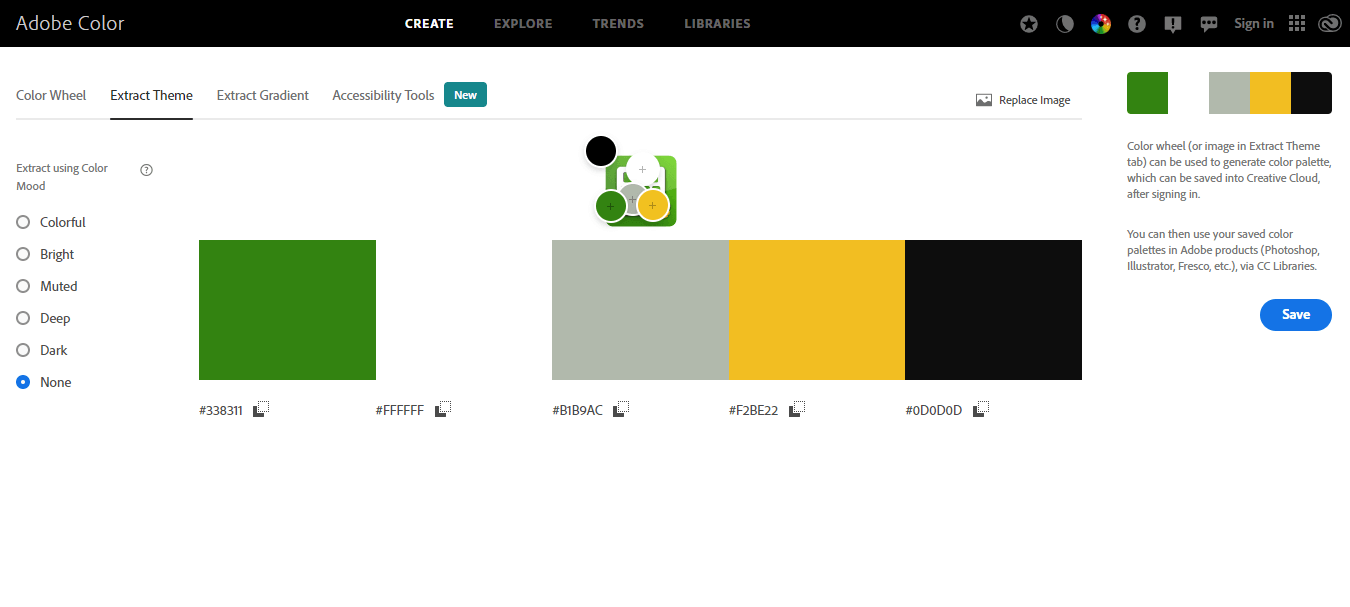 Adobe Color
CREATE
EXPLORE
TRENDS
LIBRARIES
Sign in
Color Wheel
Extract Theme
Extract Gradient
Accessibility Tools
New
Replace Image
Extract using Color
Mood
Colorful
Bright
Muted
Deep
Dark
None
#338311
#FFFFFF
#B1B9AC
#F2BE22
#0D0D0D
Color wheel (or image in Extract Theme
tab) can be used to generate color palette,
which can be saved into Creative Cloud,
after signing in.
You can then use your saved color
palettes in Adobe products (Photoshop,
Illustrator, Fresco, etc.), via CC Libraries.
Save